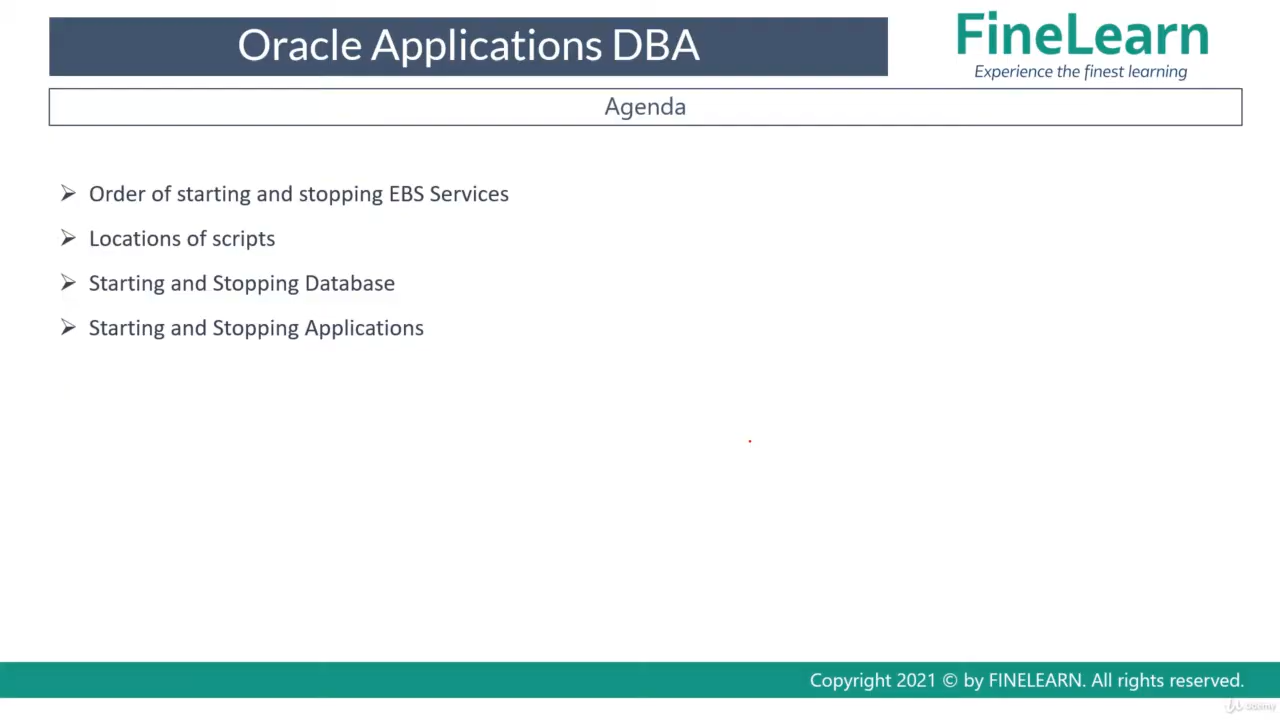 Oracle Applications DBA
FineLearn
Experience the finest learning
Agenda
➢ Order of starting and stopping EBS Services
➢ Locations of scripts
➢ Starting and Stopping Database
➢ Starting and Stopping Applications
Copyright 2021 © by FINELEARN. All rights reserved.
udemy